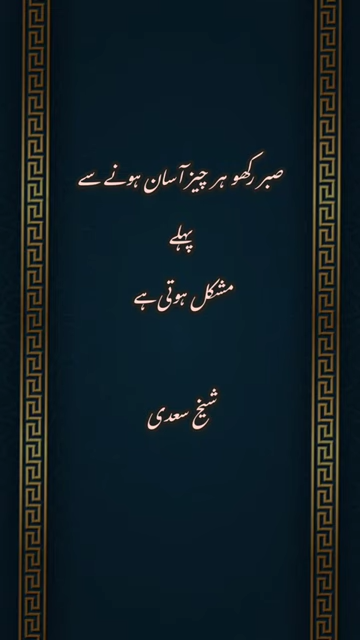 صبر رکھو ہر چیز آسان ہونے سے
پہلے
مشکل ہوتی ہے
شیخ سعدی